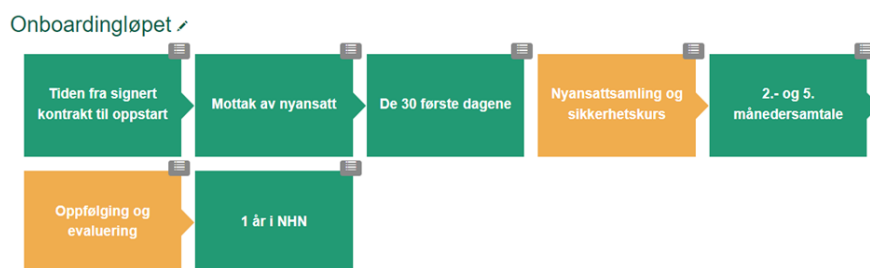 Onboardingløpet
Tiden fra signert
kontrakt til oppstart
Mottak av nyansatt
De 30 første dagene
Nyansattsamling og
sikkerhetskurs
2.- og 5.
månedersamtale
Oppfølging og
evaluering
1 år i NHN